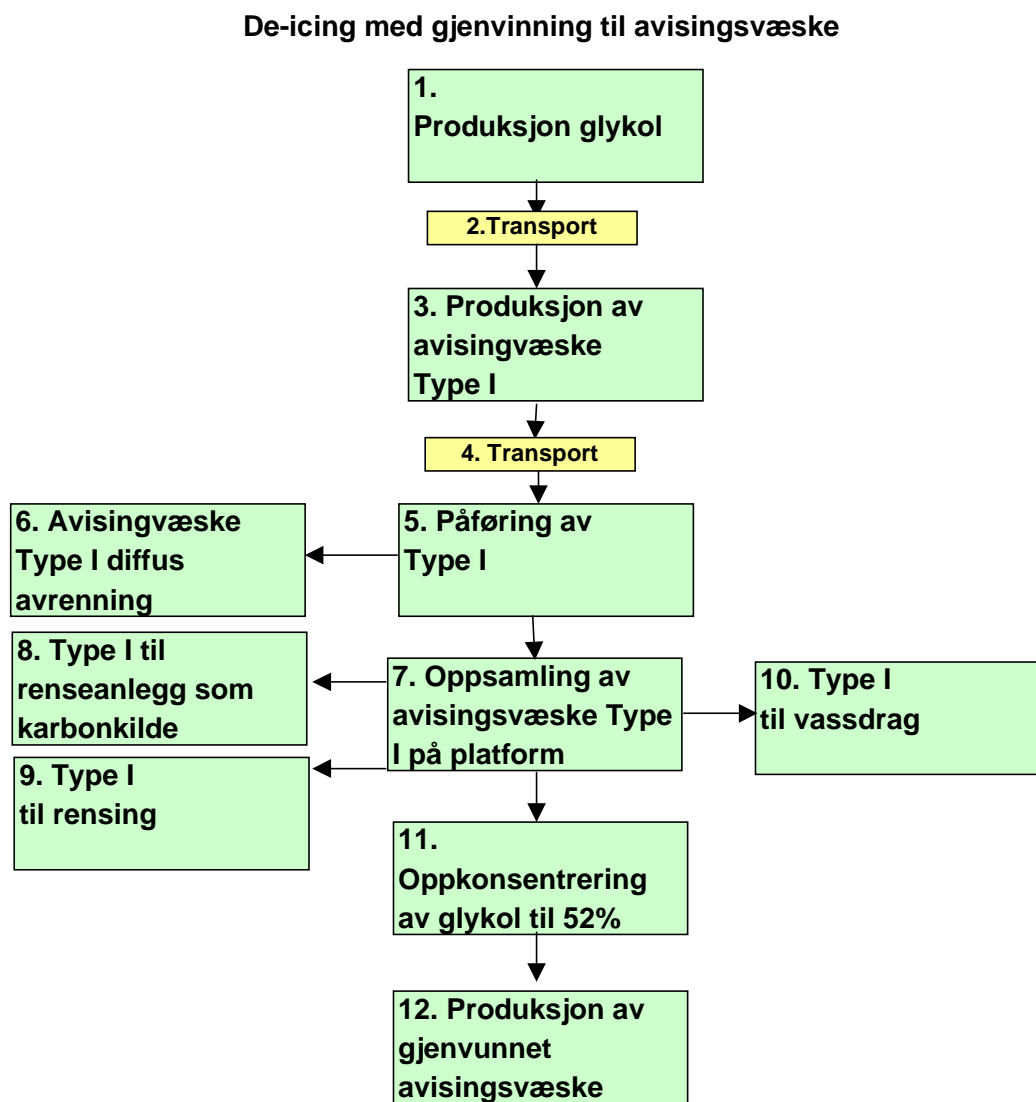 De-icing med gjenvinning til avisingsvæske
1.
Produksjon glykol
2.Transport
3. Produksjon av
avisingvæske
Type I
4. Transport
5. Påføring av
Type I
6. Avisingvæske
Type I diffus
avrenning
7. Oppsamling av
avisingsvæske Type
I på platform
8. Type I til
renseanlegg som
karbonkilde
9. Type I
til rensing
10. Type I
til vassdrag
11.
Oppkonsentrering
av glykol til 52%
12. Produksjon av
gjenvunnet
avisingsvæske